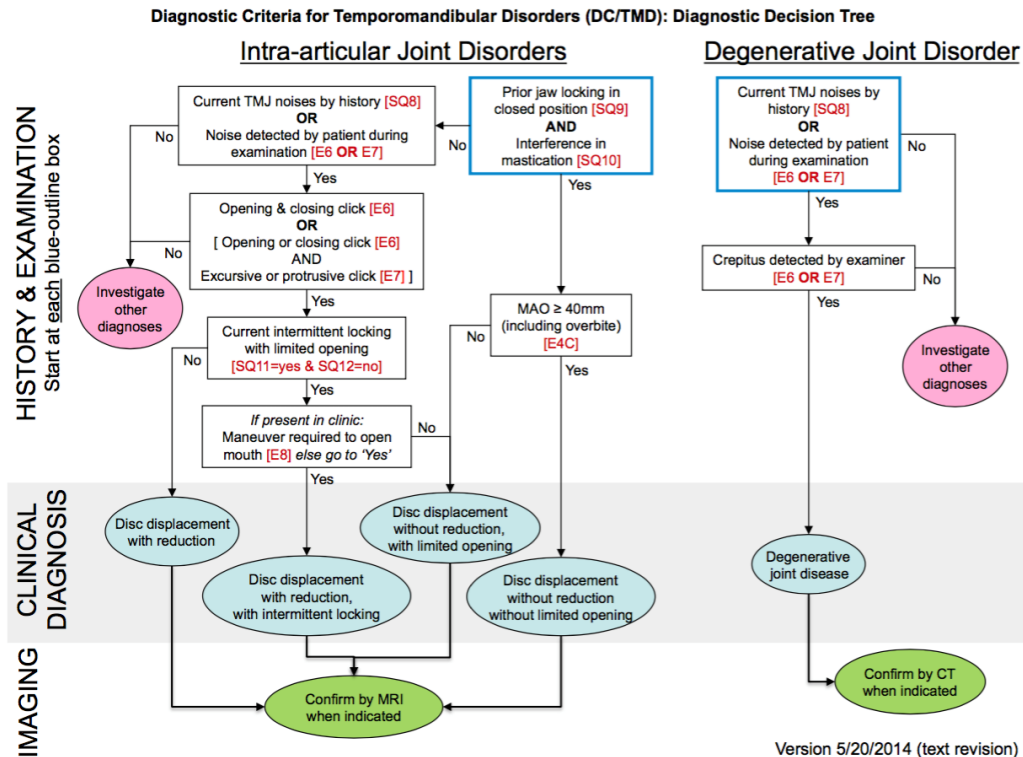 Diagnostic Criteria for Temporomandibular Disorders (DC/TMD): Diagnostic Decision Tree
Intra-articular Joint Disorders
Degenerative Joint Disorder
HISTORY & EXAMINATION
Start at each blue-outline box
Current TMJ noises by history [SQ8]
OR
Noise detected by patient during
examination [E6 OR E7]
No
Yes
Prior jaw locking in
closed position [SQ9]
AND
Interference in
mastication [SQ10]
No
Yes
Opening & closing click [E6]
OR
[ Opening or closing click [E6]
AND
Excursive or protrusive click [E7] ]
No
Yes
Investigate
other
diagnoses
Current intermittent locking
with limited opening
[SQ11=yes & SQ12=no]
No
Yes
MAO ≥ 40mm
(including overbite)
[E4C]
No
Yes
If present in clinic:
Maneuver required to open
mouth [E8] else go to ‘Yes’
No
Yes
Current TMJ noises by
history [SQ8]
OR
Noise detected by patient
during examination
[E6 OR E7]
No
Yes
Crepitus detected by examiner
[E6 OR E7]
No
Yes
Investigate
other
diagnoses
CLINICAL
DIAGNOSIS
Disc displacement
with reduction
Disc displacement
with reduction,
with intermittent locking
Disc displacement
without reduction,
with limited opening
Disc displacement
without reduction
without limited opening
Degenerative
joint disease
IMAGING
Confirm by MRI
when indicated
Confirm by CT
when indicated
Version 5/20/2014 (text revision)